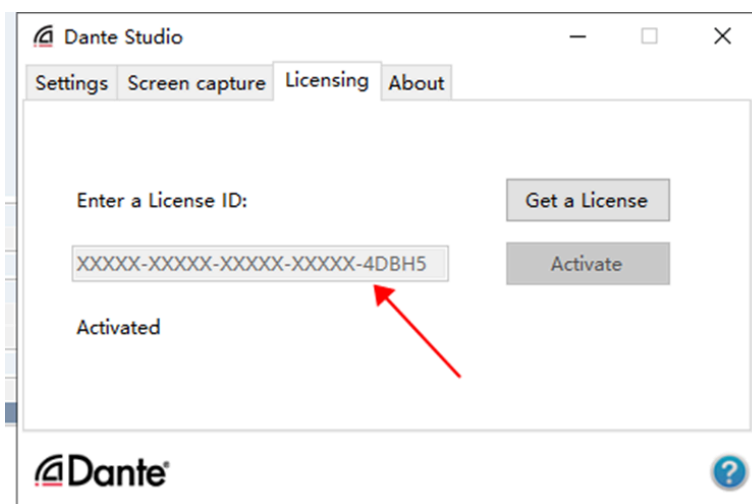 Dante Studio
Settings Screen capture Licensing About
Enter a License ID:
Get a License
XXXXX-XXXXX-XXXXX-XXXXX-4DBH5
Activate
Activated
Dante®
?